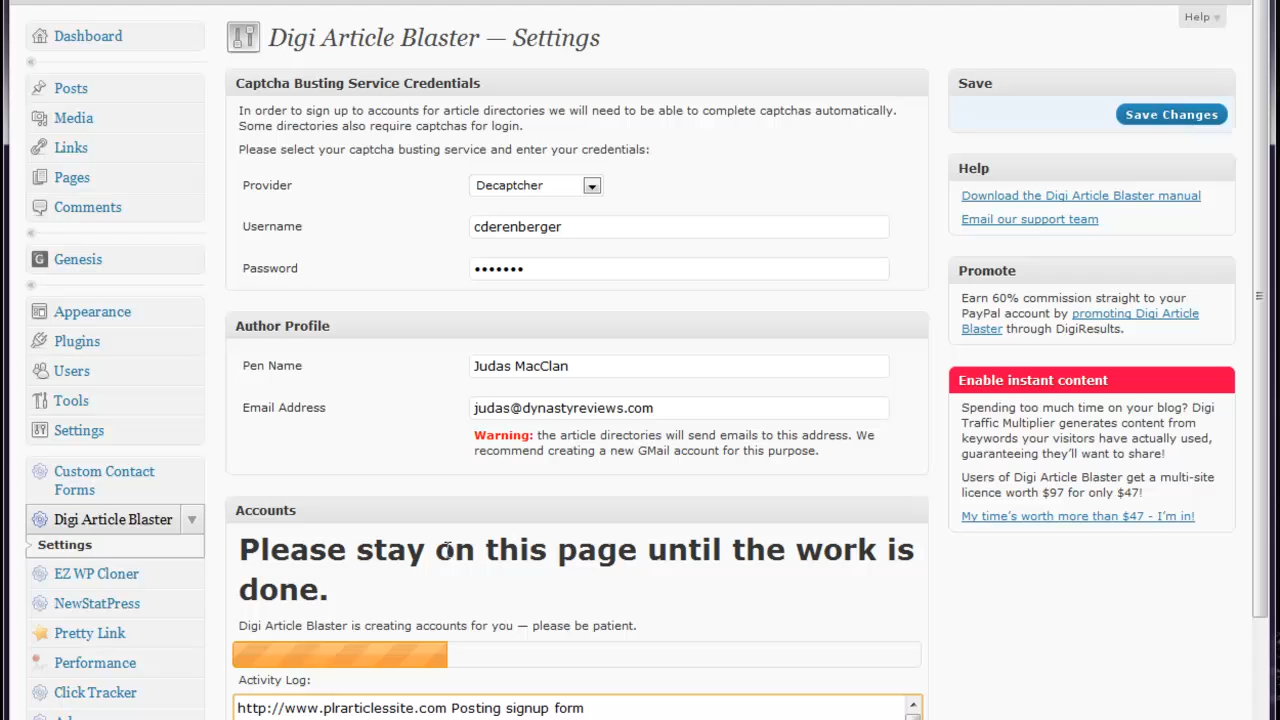 Help
Dashboard
Posts
Media
Links
Pages
Comments
Genesis
Appearance
Plugins
Users
Tools
Settings
Custom Contact
Forms
Digi Article Blaster
Settings
EZ WP Cloner
NewStatPress
Pretty Link
Performance
Click Tracker
Digi Article Blaster — Settings
Captcha Busting Service Credentials
In order to sign up to accounts for article directories we will need to be able to complete captchas automatically.
Some directories also require captchas for login.
Please select your captcha busting service and enter your credentials:
Provider
Decaptcher
Username
cderenberger
Password
•••••••
Author Profile
Pen Name
Judas MacClan
Email Address
judas@dynastyreviews.com
Warning: the article directories will send emails to this address. We
recommend creating a new GMail account for this purpose.
Accounts
Please stay on this page until the work is
done.
Digi Article Blaster is creating accounts for you — please be patient.
Activity Log:
http://www.plrarticlessite.com Posting signup form
Save
Save Changes
Help
Download the Digi Article Blaster manual
Email our support team
Promote
Earn 60% commission straight to your
PayPal account by promoting Digi Article
Blaster through DigiResults.
Enable instant content
Spending too much time on your blog? Digi
Traffic Multiplier generates content from
keywords your visitors have actually used,
guaranteeing they'll want to share!
Users of Digi Article Blaster get a multi-site
licence worth $97 for only $47!
My time's worth more than $47 - I'm in!